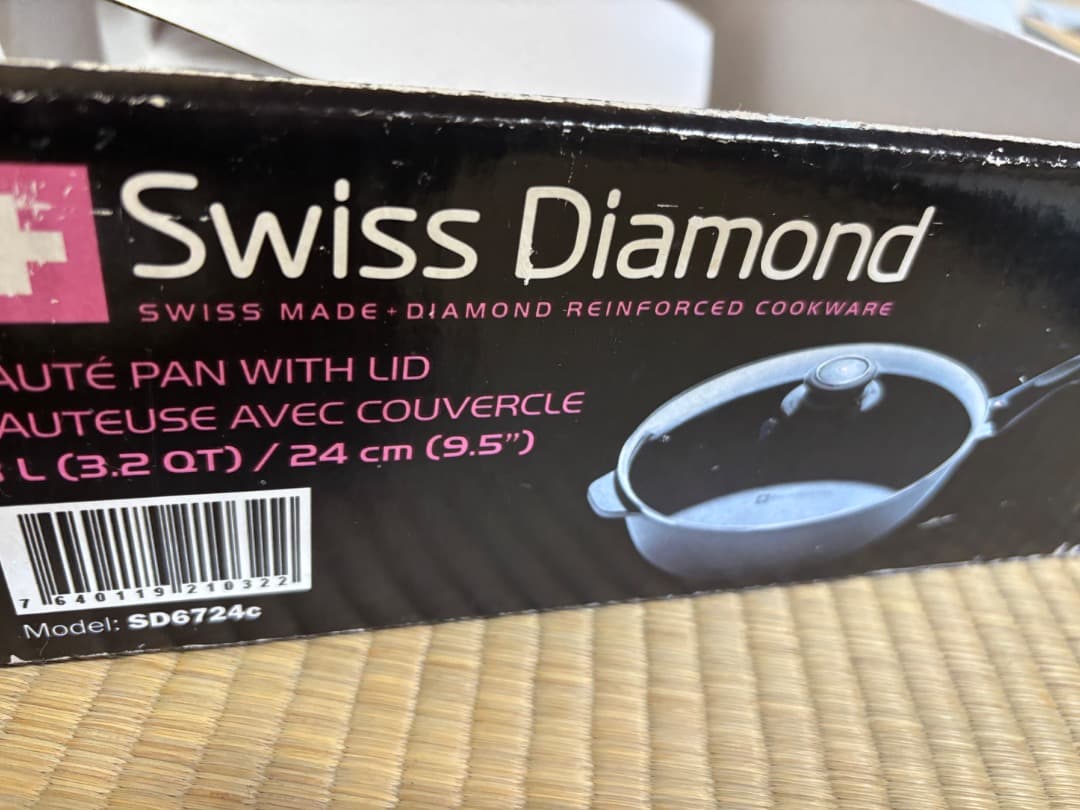 Swiss Diamond
SWISS MADE + DIAMOND REINFORCED COOKWARE
AUTÉ PAN WITH LID
AUTEUSE AVEC COUVERCLE
L (3.2 QT) / 24 cm (9.5”)
7 640119 210322
Model: SD6724c